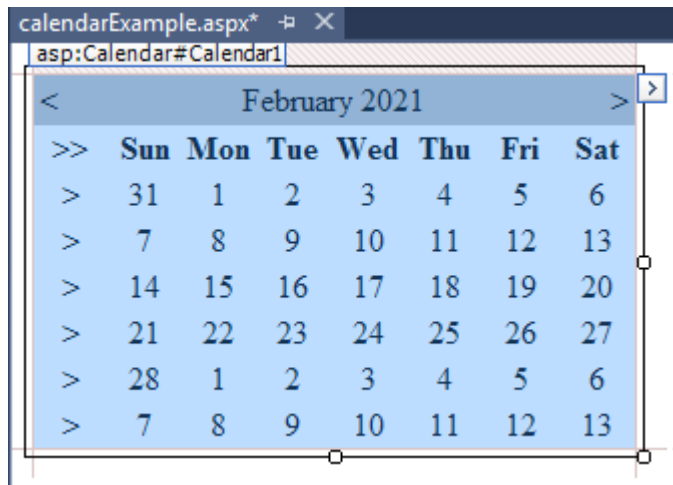 calendarExample.aspx*
asp:Calendar#Calendar1
< February 2021 >
>> Sun Mon Tue Wed Thu Fri Sat
> 31 1 2 3 4 5 6
> 7 8 9 10 11 12 13
> 14 15 16 17 18 19 20
> 21 22 23 24 25 26 27
> 28 1 2 3 4 5 6
> 7 8 9 10 11 12 13